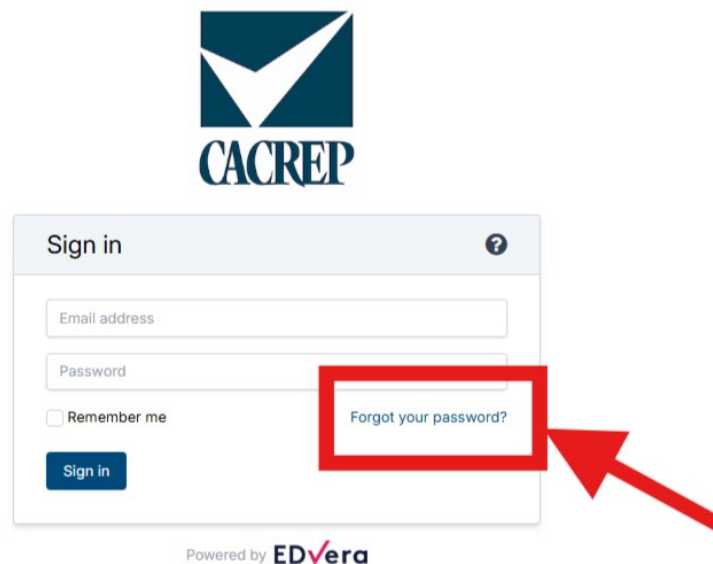 CACREP
Sign in
Email address
Password
Remember me Forgot your password?
Sign in
Powered by EDvera